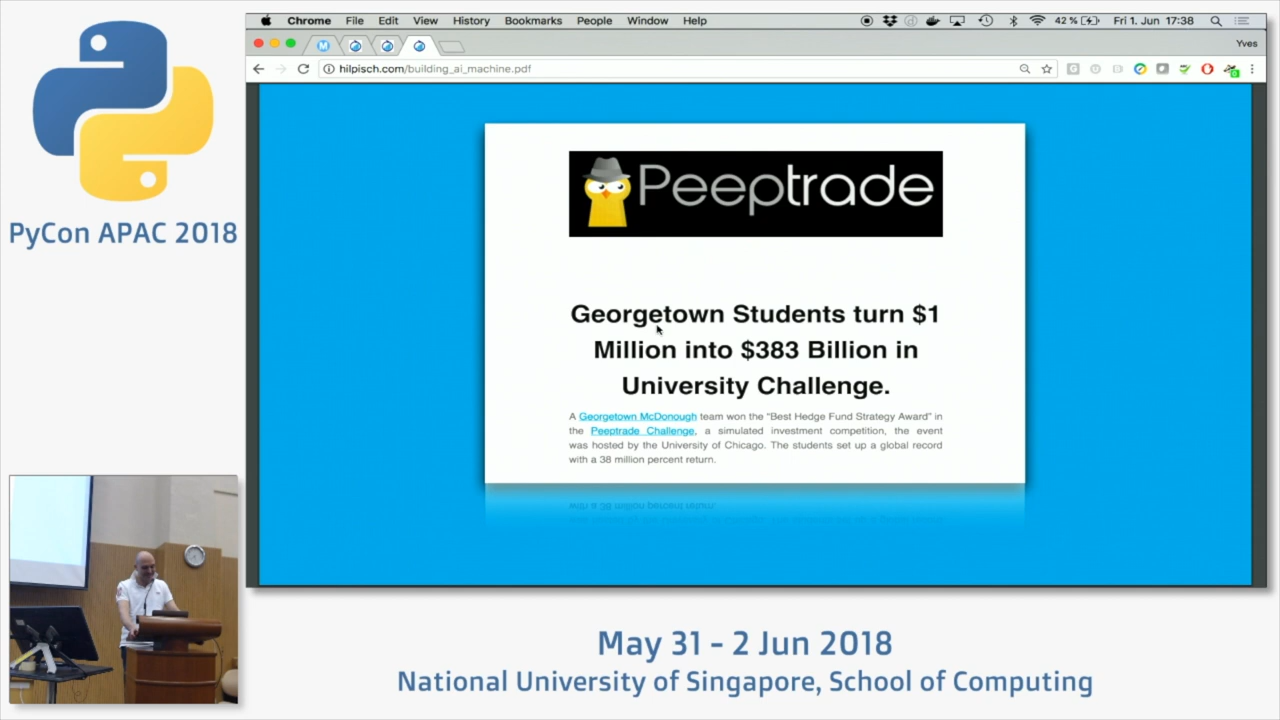 Chrome File Edit View History Bookmarks People Window Help 42 % Fri 1. Jun 17:38
Yves
hilpisch.com/building_ai_machine.pdf
PyCon APAC 2018
Peeptrade
Georgetown Students turn $1
Million into $383 Billion in
University Challenge.
A Georgetown McDonough team won the "Best Hedge Fund Strategy Award" in
the Peeptrade Challenge, a simulated investment competition, the event
was hosted by the University of Chicago. The students set up a global record
with a 38 million percent return.
May 31 - 2 Jun 2018
National University of Singapore, School of Computing